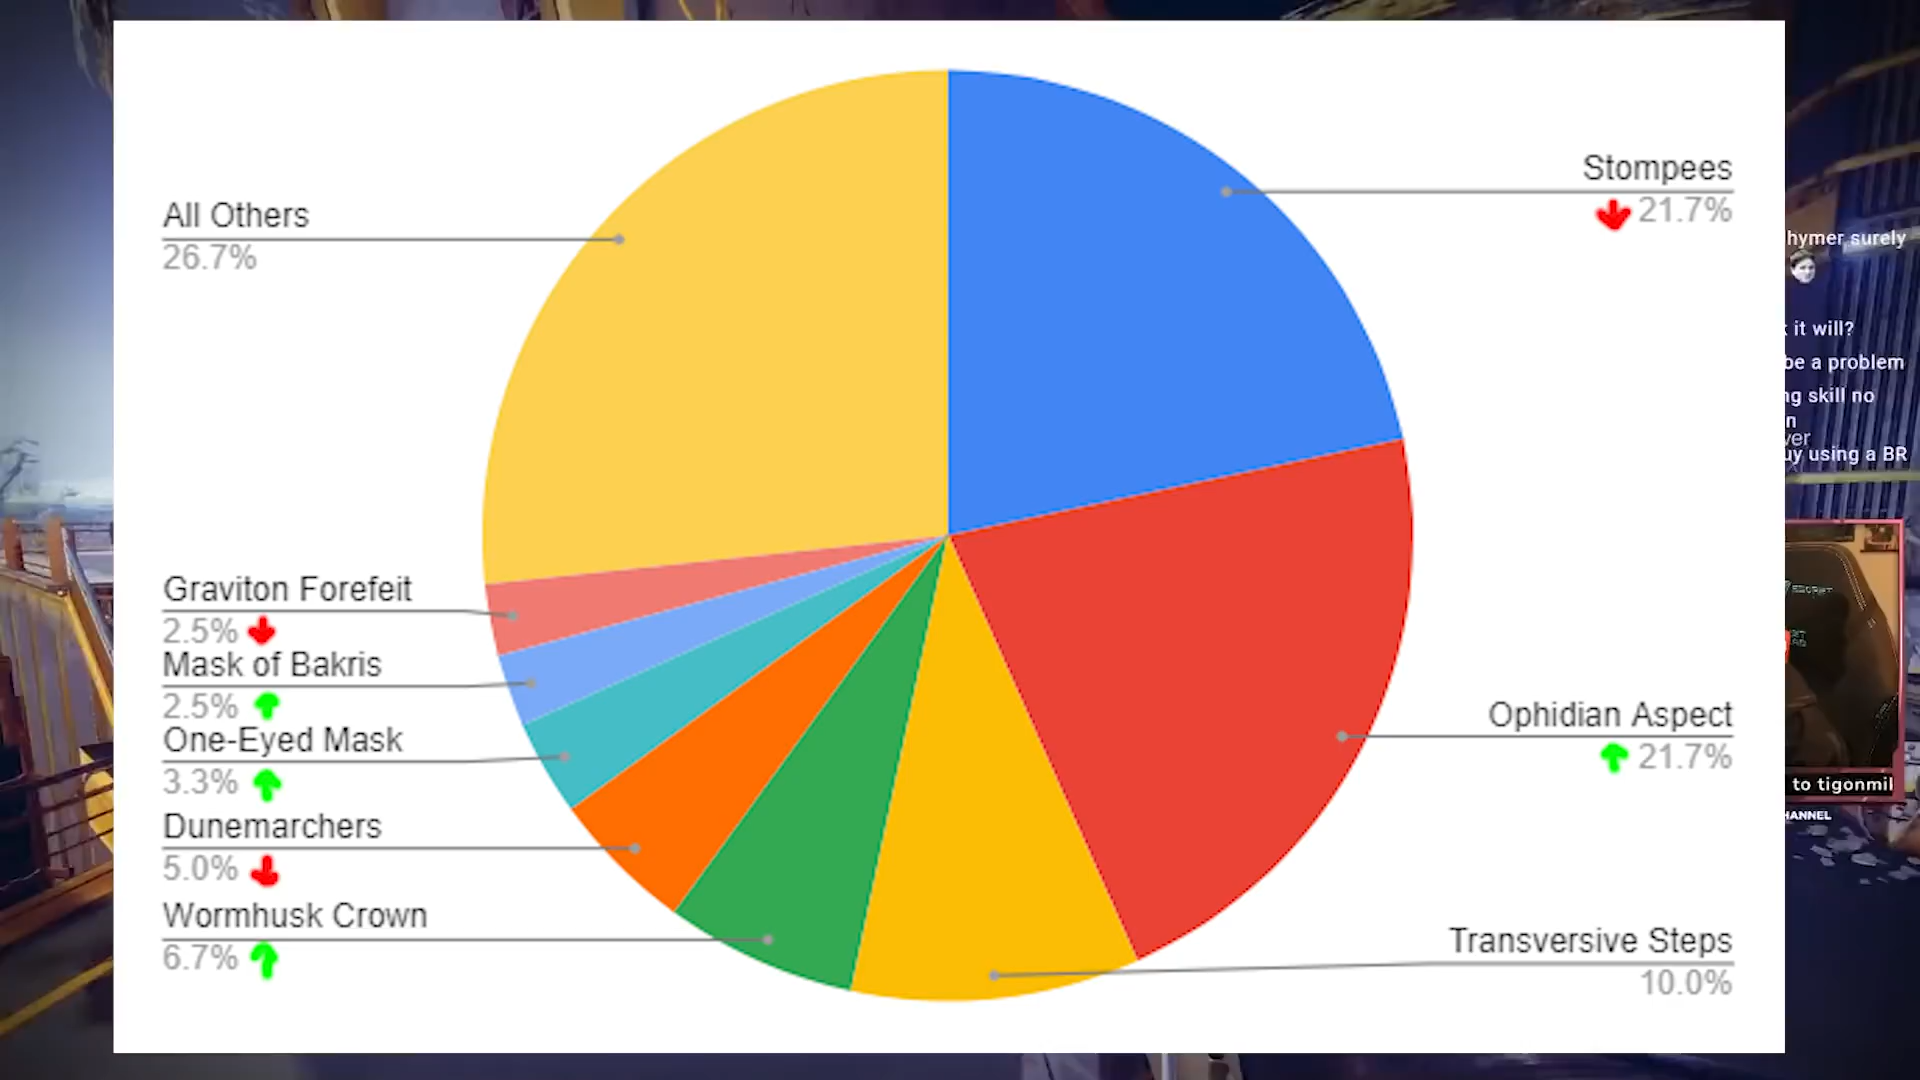 All Others
26.7%
Graviton Forefeit
2.5%
Mask of Bakris
2.5%
One-Eyed Mask
3.3%
Dunemarchers
5.0%
Wormhusk Crown
6.7%
Stompees
21.7%
Ophidian Aspect
21.7%
Transversive Steps
10.0%
hymer surely
it will?
be a problem
skill no
using a BR
to tigonmil